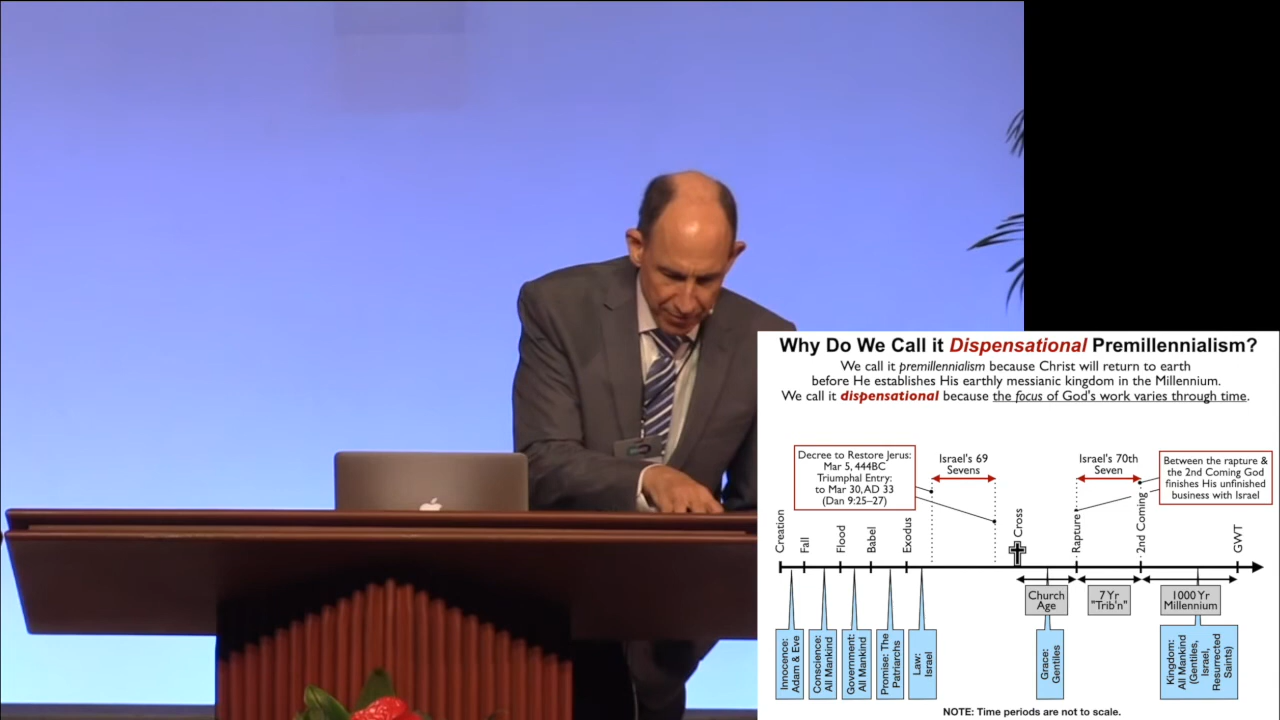 Why Do We Call it Dispensational Premillennialism?
We call it premillennialism because Christ will return to earth
before He establishes His earthly messianic kingdom in the Millennium.
We call it dispensational because the focus of God's work varies through time.
Decree to Restore Jerus:
Mar 5, 444BC
Triumphal Entry:
to Mar 30, AD 33
(Dan 9:25–27)
Israel's 69
Sevens
Israel's 70th
Seven
Between the rapture &
the 2nd Coming God
finishes His unfinished
business with Israel
Creation
Fall
Flood
Babel
Exodus
Cross
Rapture
2nd Coming
GWT
Church
Age
7 Yr
"Trib'n"
1000 Yr
Millennium
Innocence:
Adam & Eve
Conscience:
All Mankind
Government:
All Mankind
Promise: The
Patriarchs
Law:
Israel
Grace:
Gentiles
Kingdom:
All Mankind
(Gentiles,
Israel,
Resurrected
Saints)
NOTE: Time periods are not to scale.